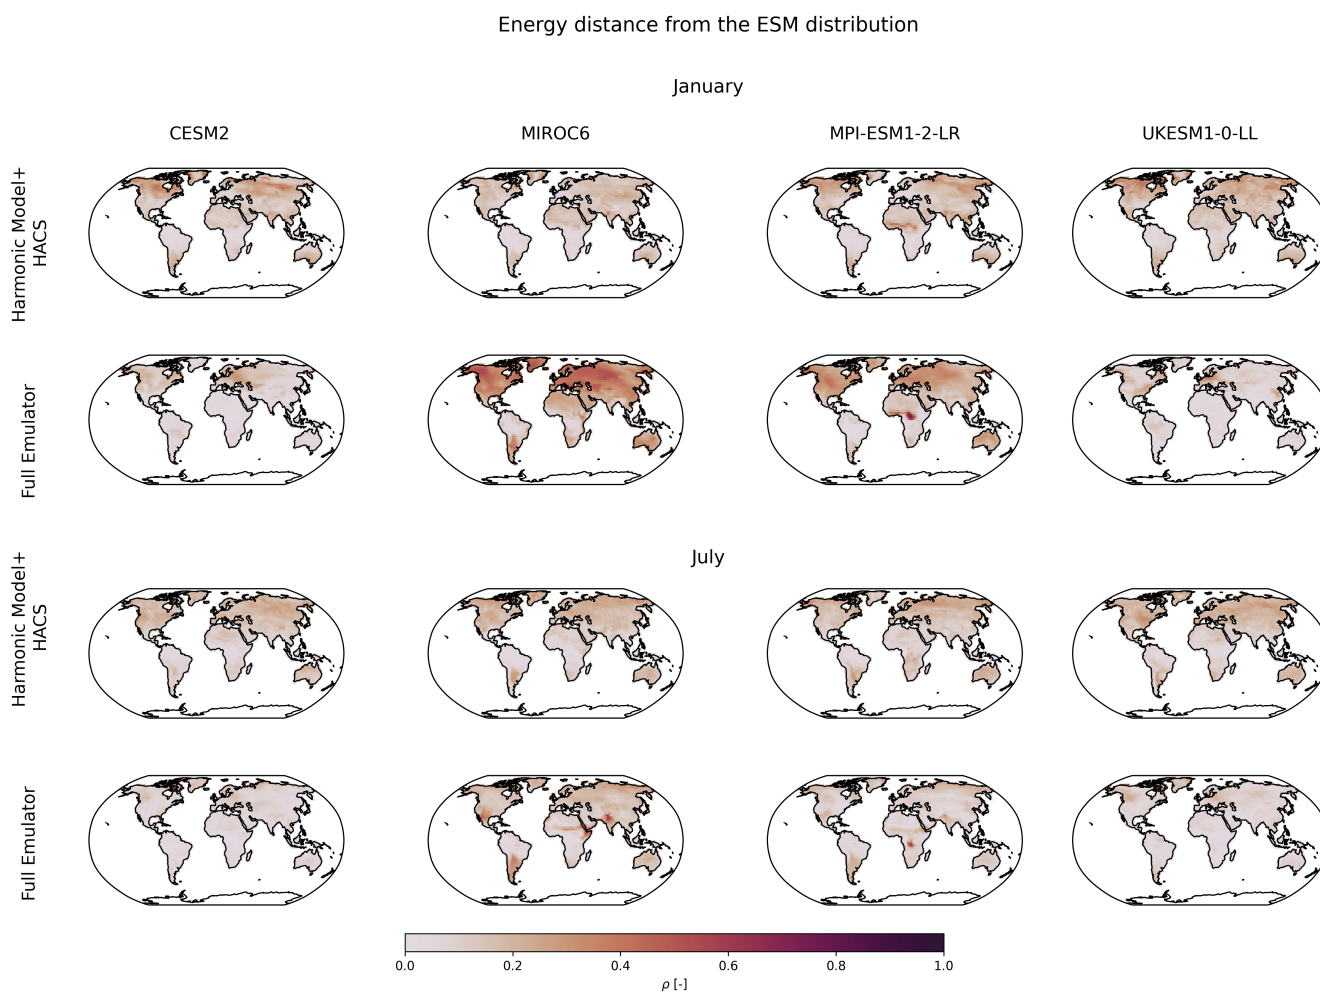 Energy distance from the ESM distribution
January
CESM2 MIROC6 MPI-ESM1-2-LR UKESM1-0-LL
Harmonic Model+
HACS
Full Emulator
July
Harmonic Model+
HACS
Full Emulator
0.0 0.2 0.4 0.6 0.8 1.0
ρ [-]